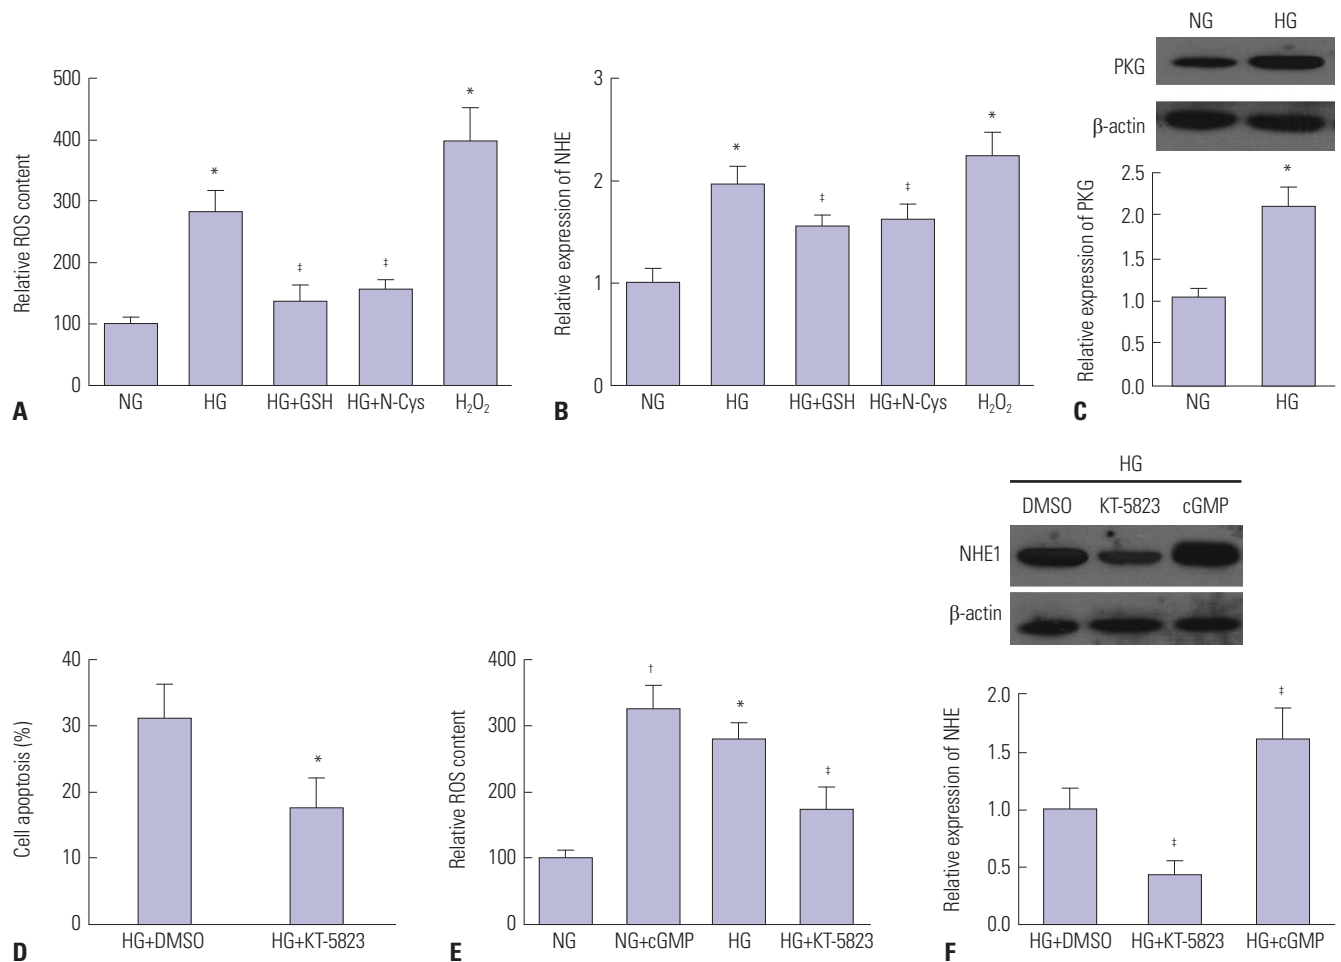 500
400
300
200
100
0
Relative ROS content
*
‡
‡
*
NG HG HG+GSH HG+N-Cys H₂O₂
A
3
2
1
0
Relative expression of NHE
*
‡
‡
*
NG HG HG+GSH HG+N-Cys H₂O₂
B
NG HG
PKG
β-actin
2.5
2.0
1.5
1.0
0.5
0.0
Relative expression of PKG
*
NG HG
C
40
30
20
10
0
Cell apoptosis (%)
*
HG+DMSO HG+KT-5823
D
400
300
200
100
0
Relative ROS content
†
*
‡
NG NG+cGMP HG HG+KT-5823
E
HG
DMSO KT-5823 cGMP
NHE1
β-actin
2.0
1.5
1.0
0.5
0.0
Relative expression of NHE
‡
‡
HG+DMSO HG+KT-5823 HG+cGMP
F